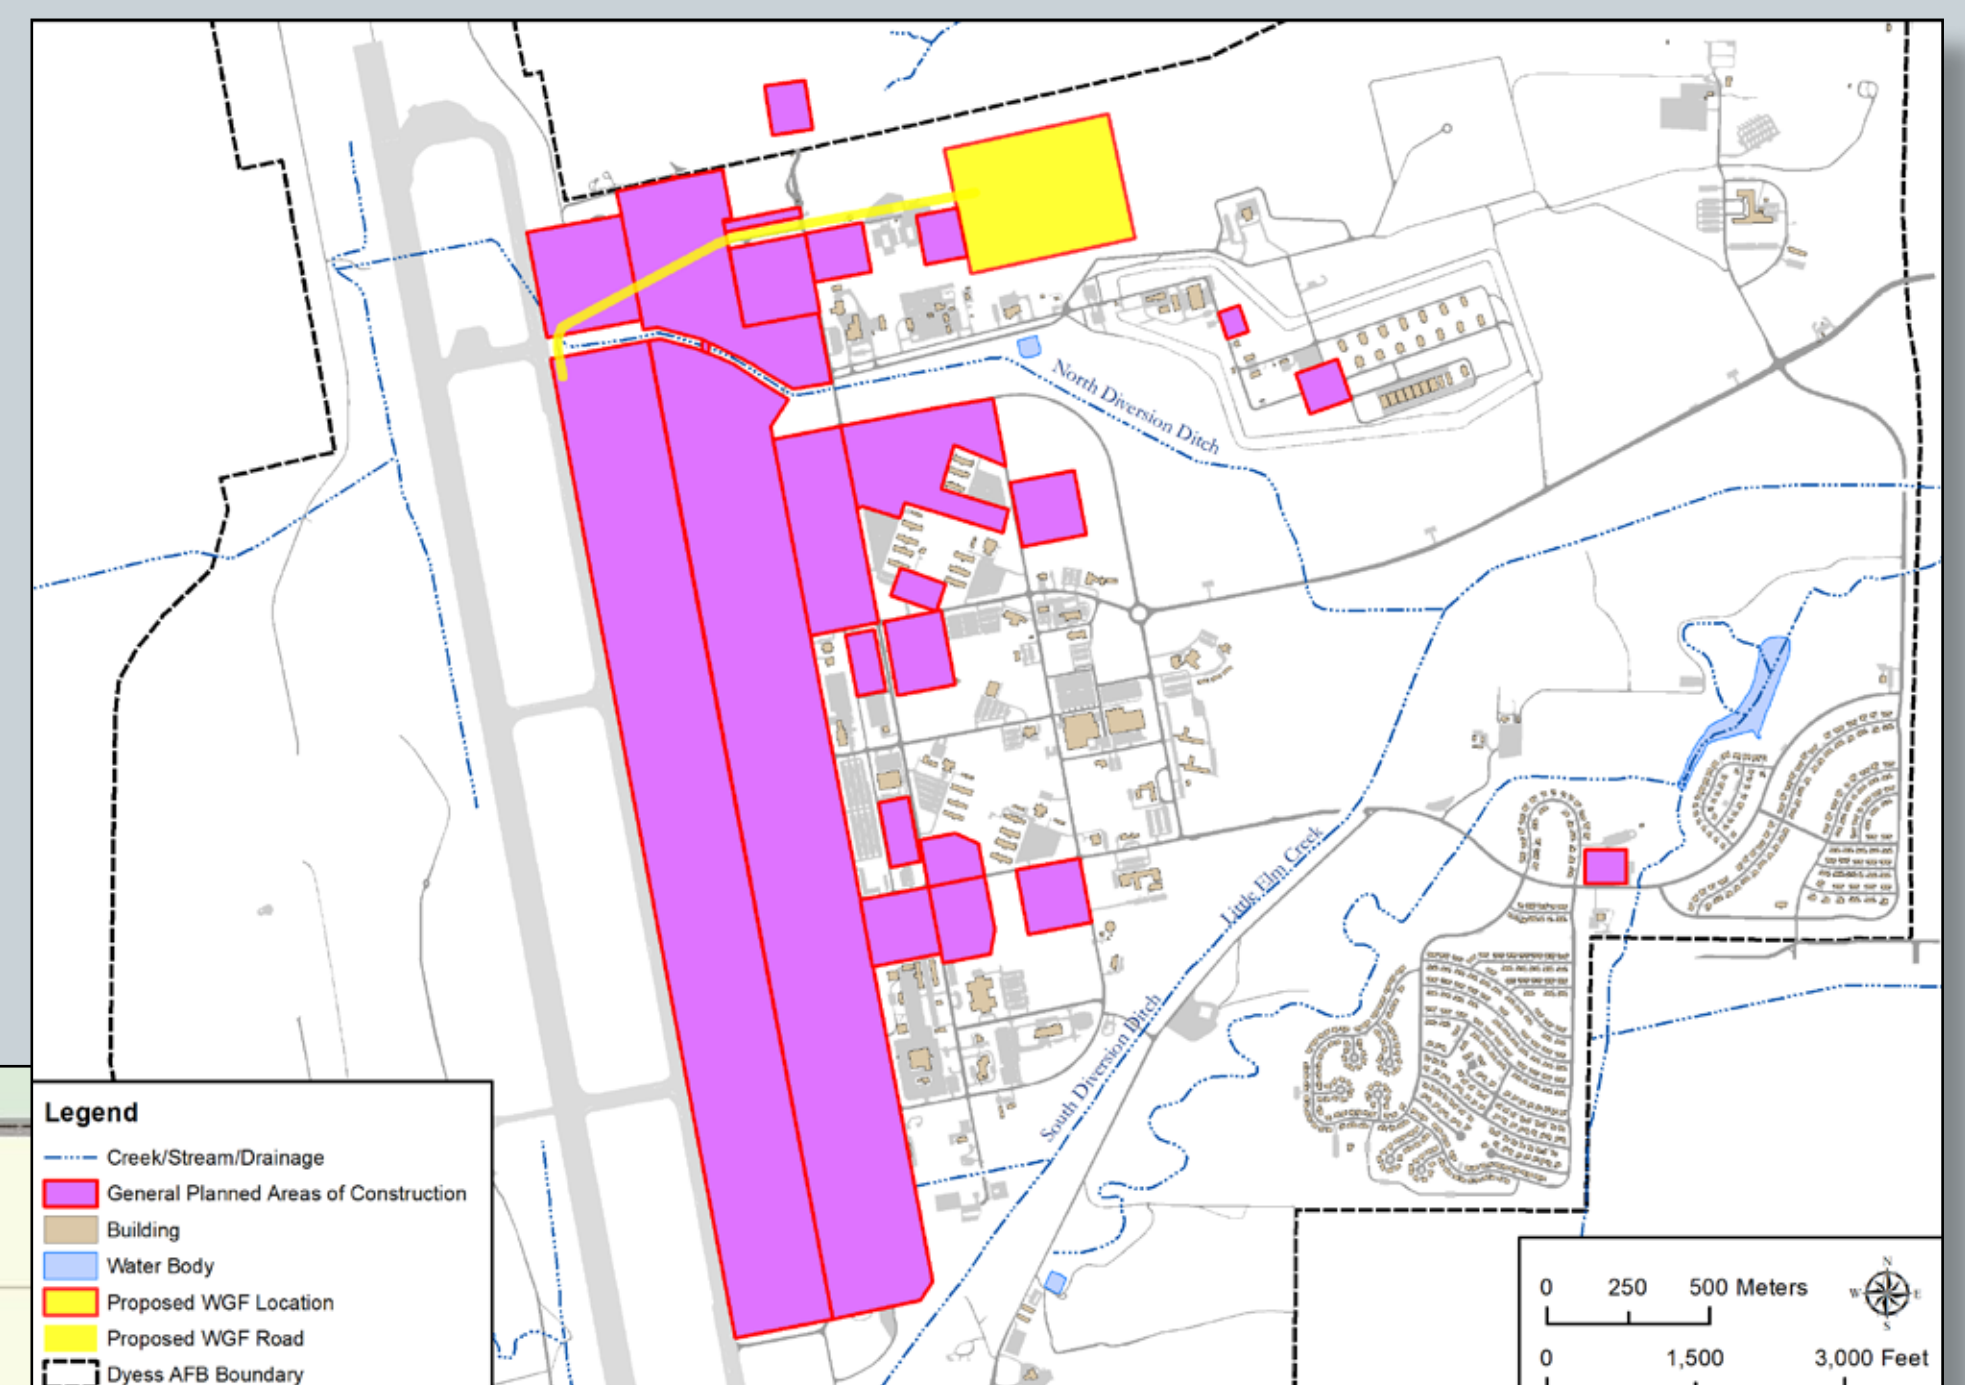 North Diversion Ditch
Little Elm Creek
South Diversion Ditch
Legend
Creek/Stream/Drainage
General Planned Areas of Construction
Building
Water Body
Proposed WGF Location
Proposed WGF Road
Dyess AFB Boundary
N
W E
S
0 250 500 Meters
0 1,500 3,000 Feet